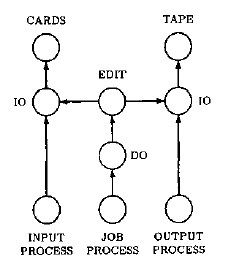 CARDS TAPE
EDIT
IO IO
DO
INPUT JOB OUTPUT
PROCESS PROCESS PROCESS